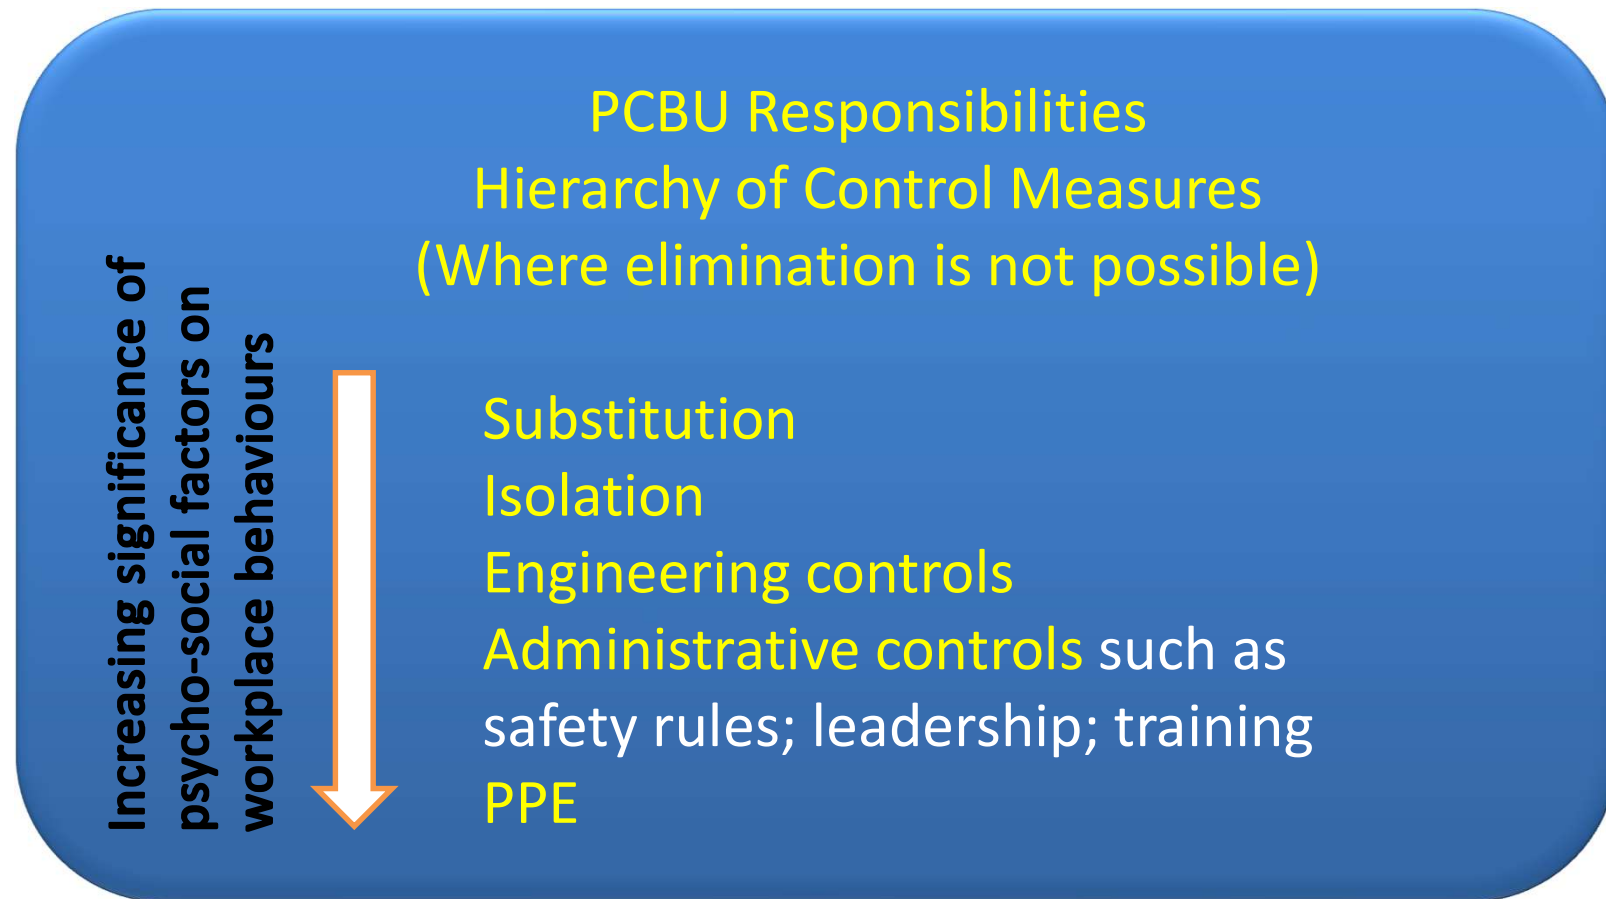 PCBU Responsibilities
Hierarchy of Control Measures
(Where elimination is not possible)
Increasing significance of
psycho-social factors on
workplace behaviours
Substitution
Isolation
Engineering controls
Administrative controls such as
safety rules; leadership; training
PPE